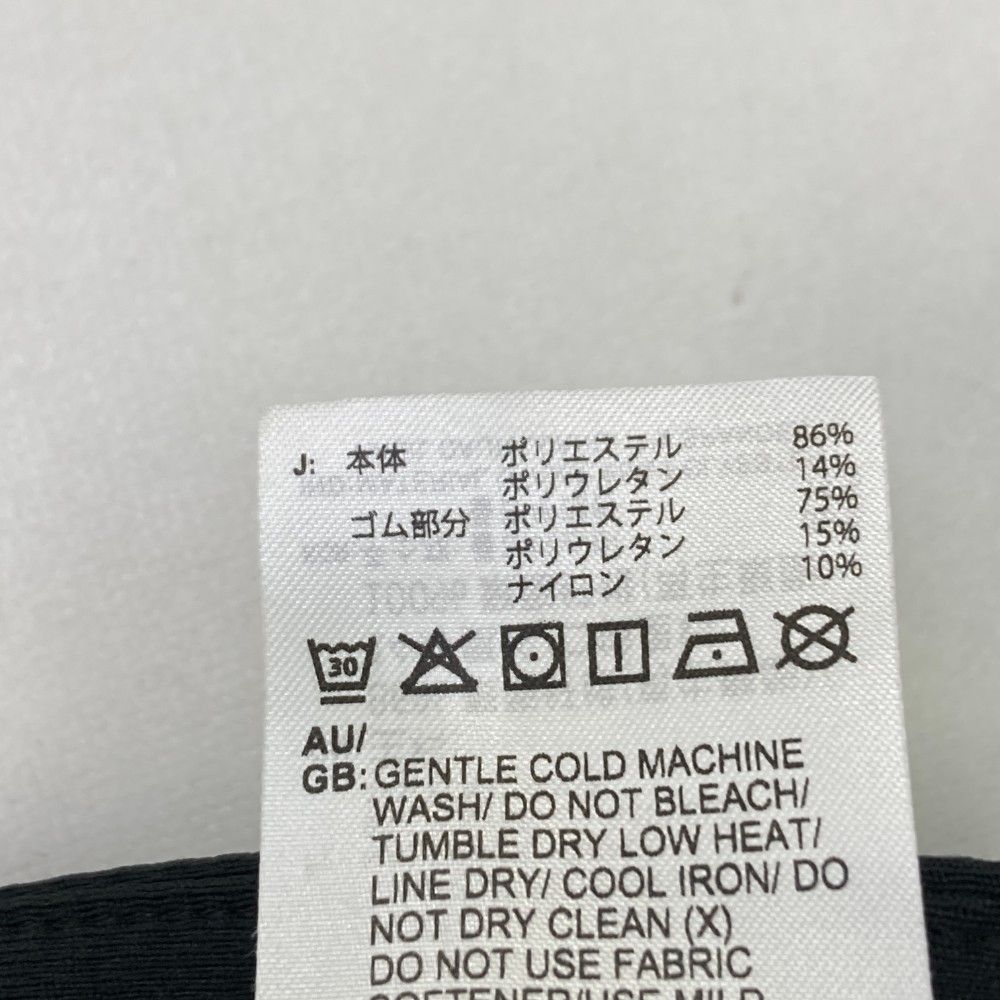 J: 本体 ポリエステル 86%
ポリウレタン 14%
ゴム部分 ポリエステル 75%
ポリウレタン 15%
ナイロン 10%
30
AU/
GB: GENTLE COLD MACHINE
WASH/ DO NOT BLEACH/
TUMBLE DRY LOW HEAT/
LINE DRY/ COOL IRON/ DO
NOT DRY CLEAN (X)
DO NOT USE FABRIC
SOFTENER/USE MILD